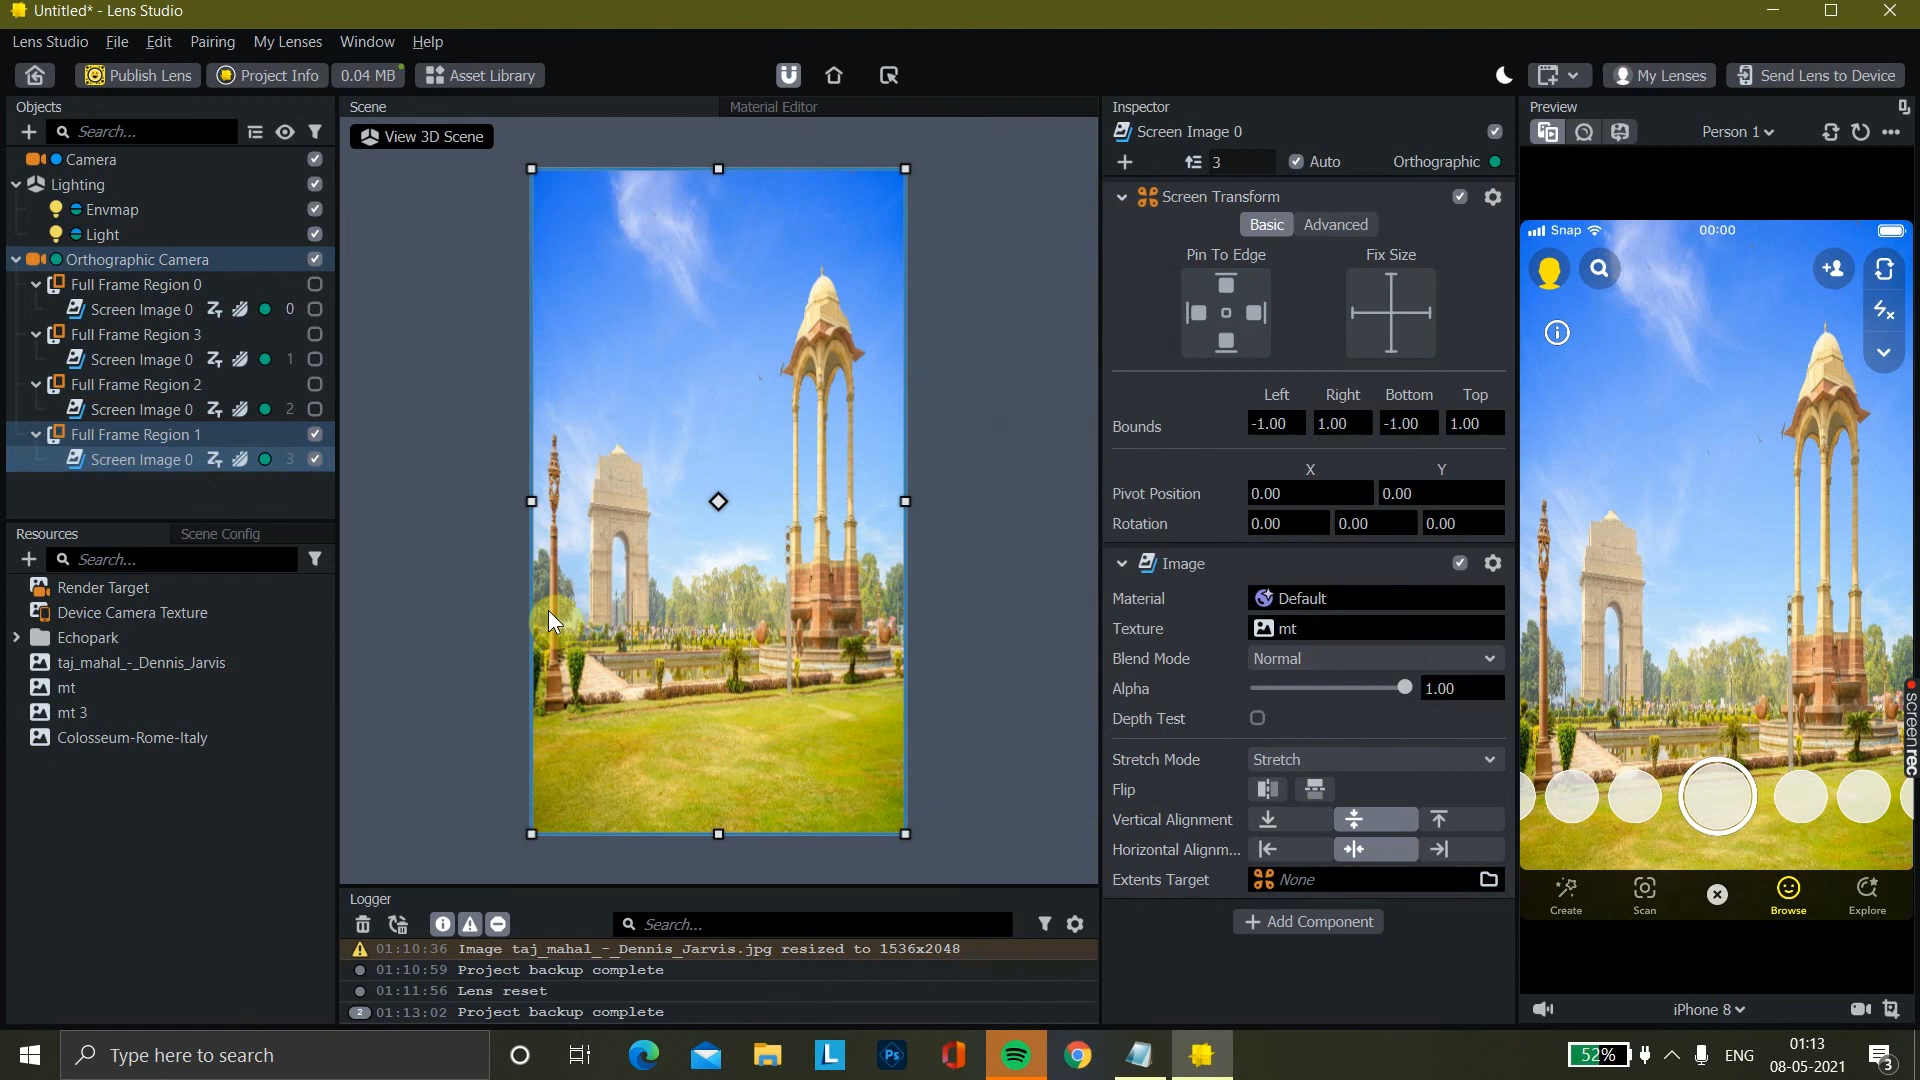 Untitled* - Lens Studio
Lens Studio File Edit Pairing My Lenses Window Help
Publish Lens Project Info 0.04 MB Asset Library My Lenses Send Lens to Device
Objects
Search...
Camera
Lighting
Envmap
Light
Orthographic Camera
Full Frame Region 0
Screen Image 0 0
Full Frame Region 3
Screen Image 0 1
Full Frame Region 2
Screen Image 0 2
Full Frame Region 1
Screen Image 0 3
Resources Scene Config
Search...
Render Target
Device Camera Texture
Echopark
taj_mahal_-_Dennis_Jarvis
mt
mt 3
Colosseum-Rome-Italy
Scene Material Editor
View 3D Scene
Logger
Search...
01:10:36 Image taj_mahal_-_Dennis_Jarvis.jpg resized to 1536x2048
01:10:59 Project backup complete
01:11:56 Lens reset
2 01:13:02 Project backup complete
Inspector
Screen Image 0
3 Auto Orthographic
Screen Transform
Basic Advanced
Pin To Edge Fix Size
Left Right Bottom Top
Bounds -1.00 1.00 -1.00 1.00
X Y
Pivot Position 0.00 0.00
Rotation 0.00 0.00 0.00
Image
Material Default
Texture mt
Blend Mode Normal
Alpha 1.00
Depth Test
Stretch Mode Stretch
Flip
Vertical Alignment
Horizontal Alignm...
Extents Target None
+ Add Component
Preview
Person 1
Snap 00:00
Create Scan Browse Explore
iPhone 8
screenrec
Type here to search
L Ps
52% ENG
01:13
08-05-2021
3